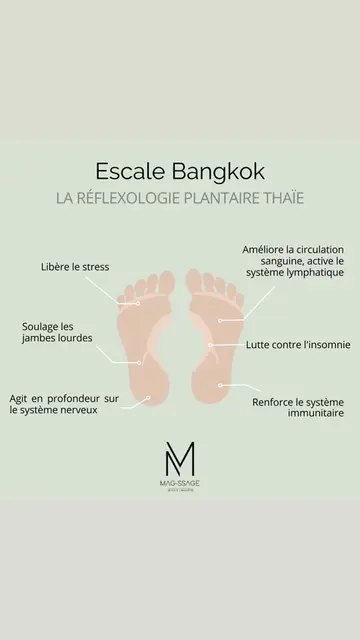 Escale Bangkok
LA RÉFLEXOLOGIE PLANTAIRE THAÏE
Améliore la circulation
sanguine, active le
système lymphatique
Libère le stress
Soulage les
jambes lourdes
Lutte contre l'insomnie
Agit en profondeur sur
le système nerveux
Renforce le système
immunitaire
MAG-SSAGE